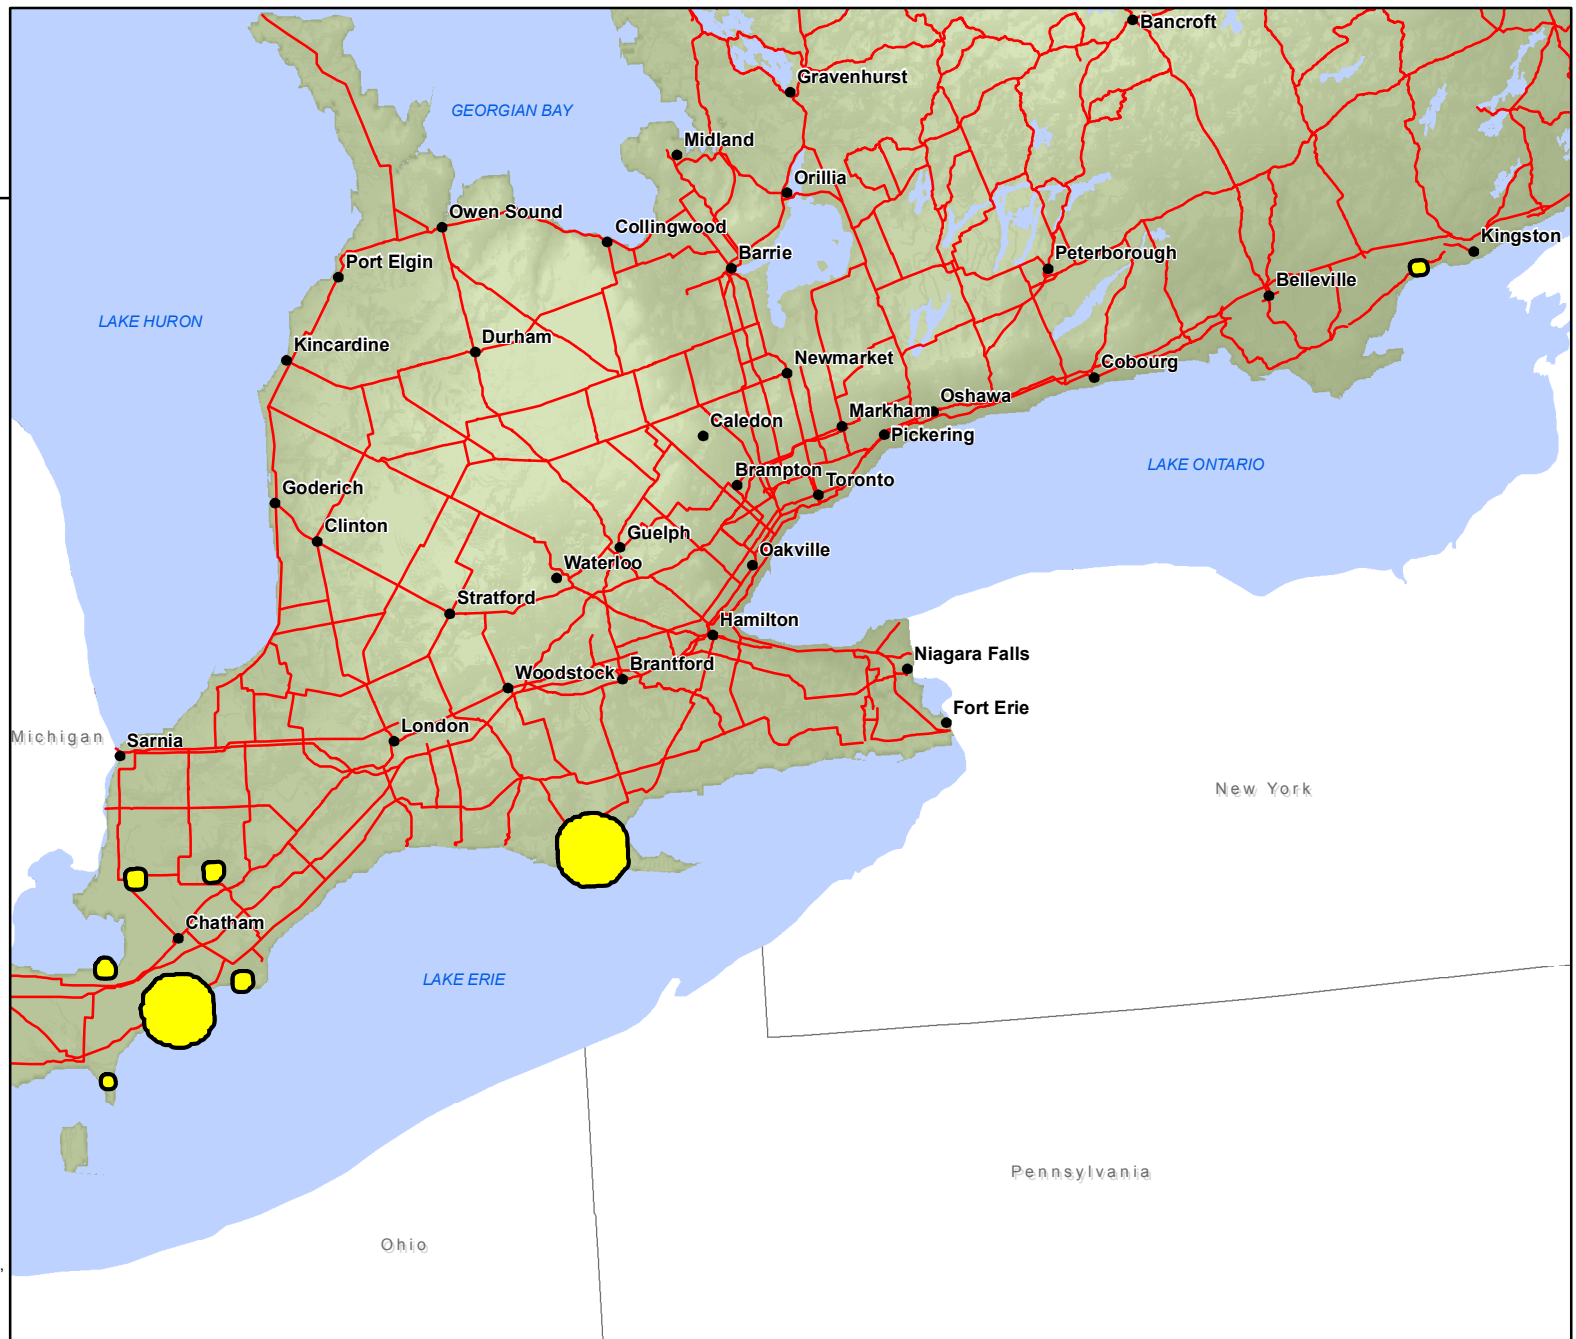 Bancroft
Gravenhurst
GEORGIAN BAY
Midland
Orillia
Owen Sound
Collingwood
Kingston
Barrie
Peterborough
Port Elgin
Belleville
LAKE HURON
Durham
Kincardine
Newmarket
Cobourg
Oshawa
Markham
Caledon
Pickering
LAKE ONTARIO
Brampton
Toronto
Goderich
Clinton
Guelph
Oakville
Waterloo
Stratford
Hamilton
Niagara Falls
Brantford
Woodstock
Fort Erie
London
Michigan
Sarnia
New York
Chatham
LAKE ERIE
Pennsylvania
Ohio
,